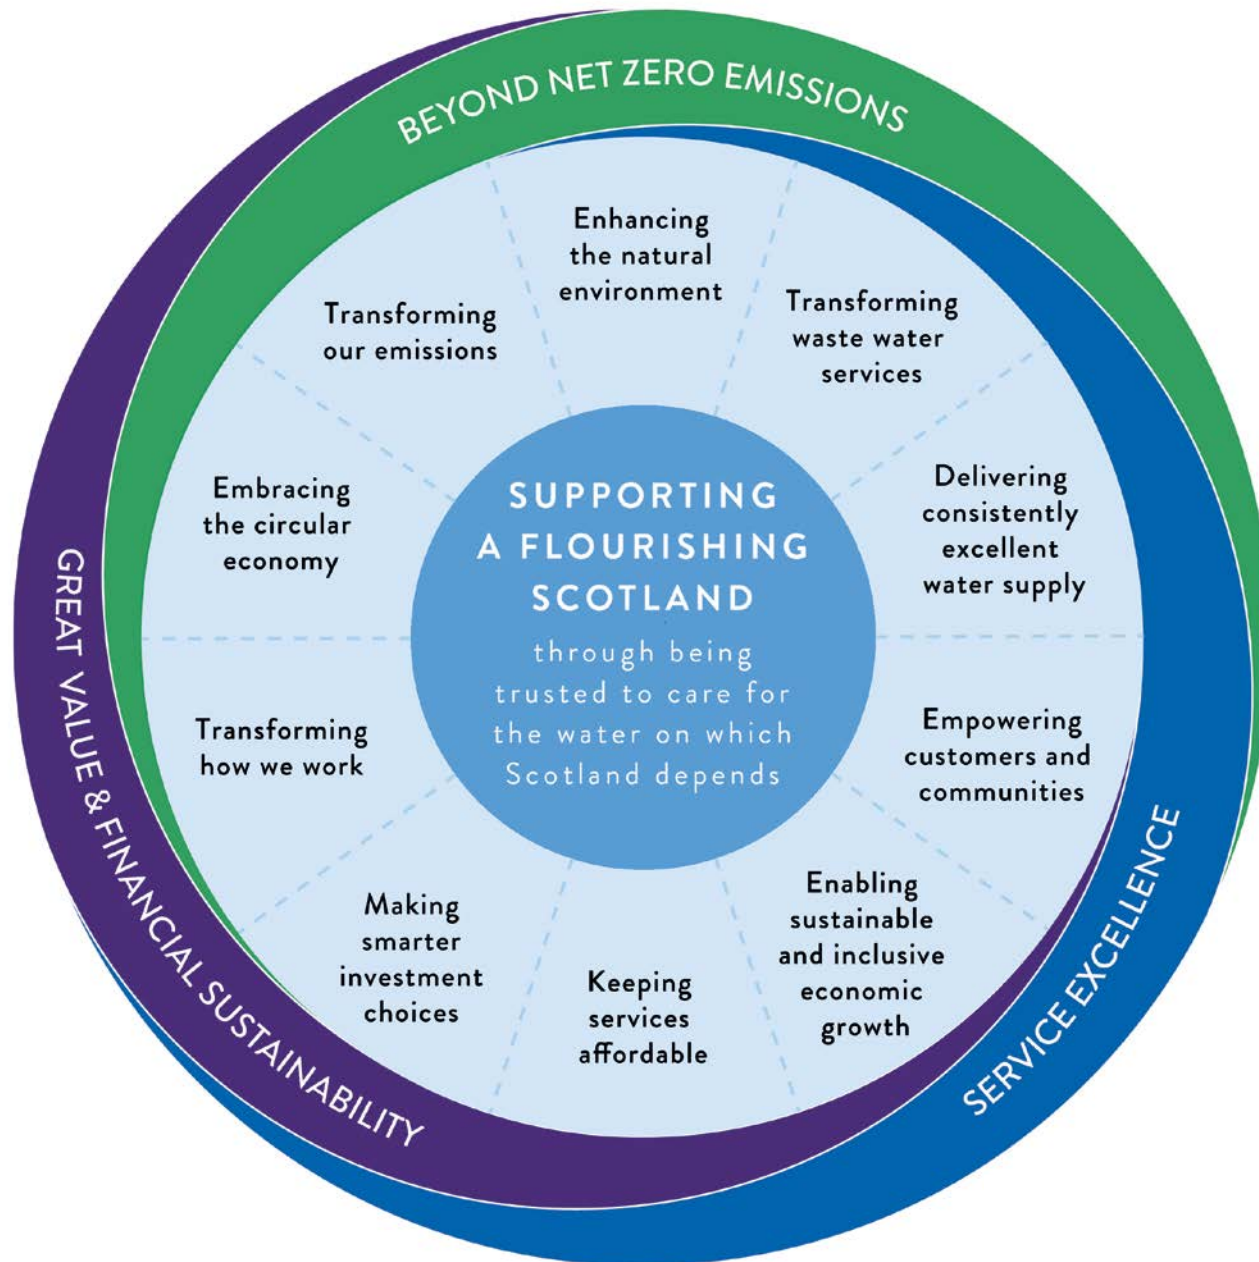 BEYOND NET ZERO EMISSIONS
Enhancing
the natural
environment
Transforming
waste water
services
Delivering
consistently
excellent
water supply
Empowering
customers and
communities
Enabling
sustainable
and inclusive
economic
growth
Keeping
services
affordable
Making
smarter
investment
choices
Transforming
how we work
Embracing
the circular
economy
Transforming
our emissions
SUPPORTING
A FLOURISHING
SCOTLAND
through being
trusted to care for
the water on which
Scotland depends
SERVICE EXCELLENCE
GREAT VALUE & FINANCIAL SUSTAINABILITY